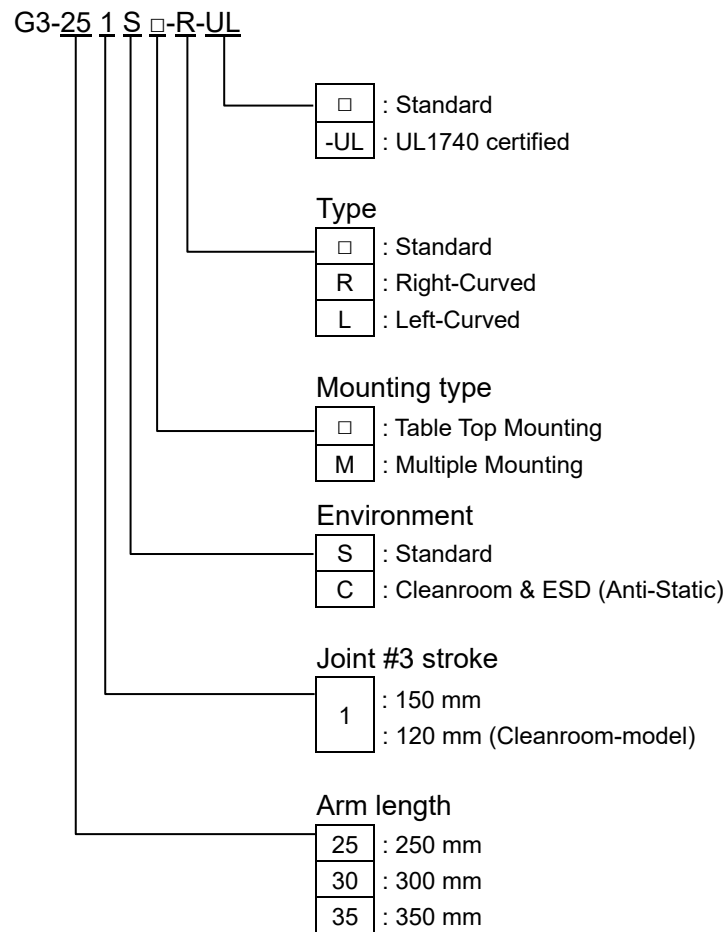 G3-25 1 S □-R-UL
□ : Standard
-UL : UL1740 certified
Type
□ : Standard
R : Right-Curved
L : Left-Curved
Mounting type
□ : Table Top Mounting
M : Multiple Mounting
Environment
S : Standard
C : Cleanroom & ESD (Anti-Static)
Joint #3 stroke
1 : 150 mm
: 120 mm (Cleanroom-model)
Arm length
25 : 250 mm
30 : 300 mm
35 : 350 mm